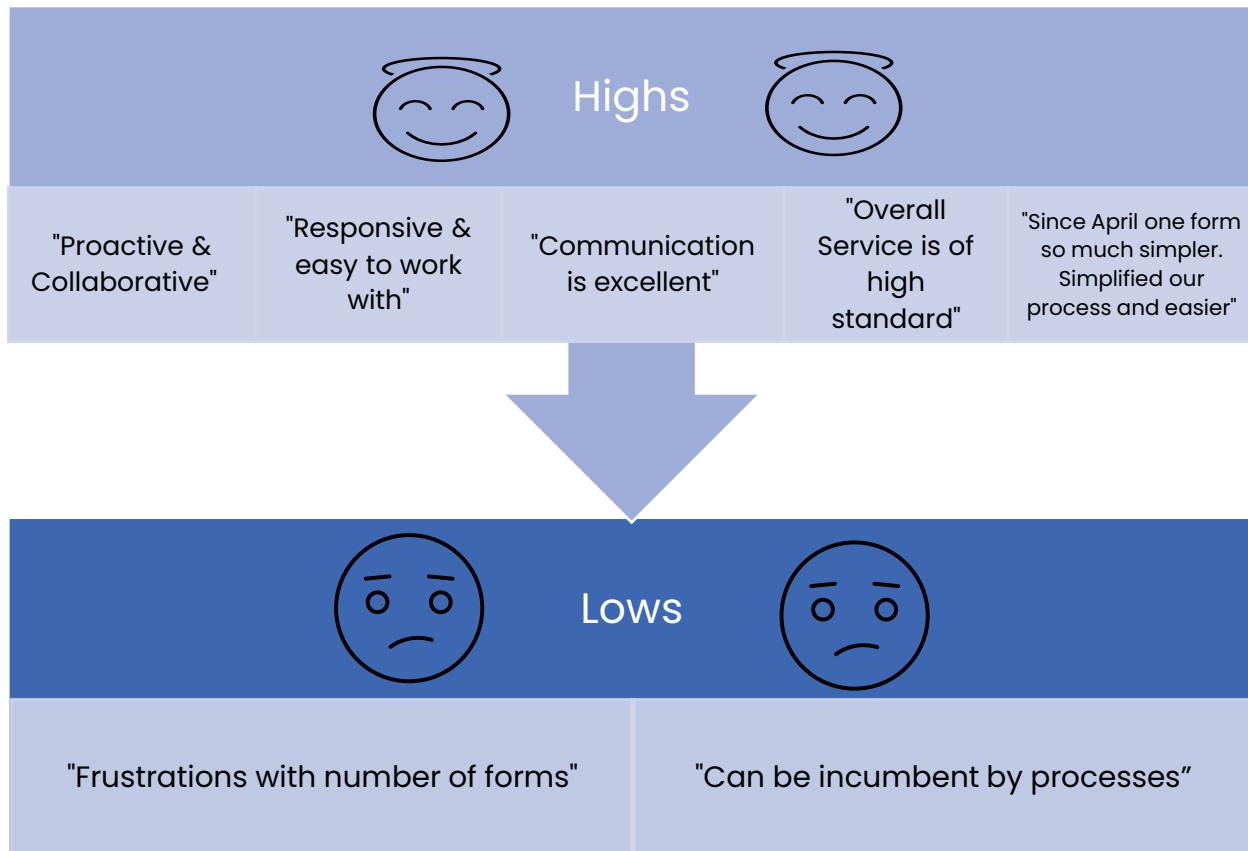 Highs
"Proactive &
Collaborative"
"Responsive &
easy to work
with"
"Communication
is excellent"
"Overall
Service is of
high
standard"
"Since April one form
so much simpler.
Simplified our
process and easier"
Lows
"Frustrations with number of forms"
"Can be incumbent by processes”